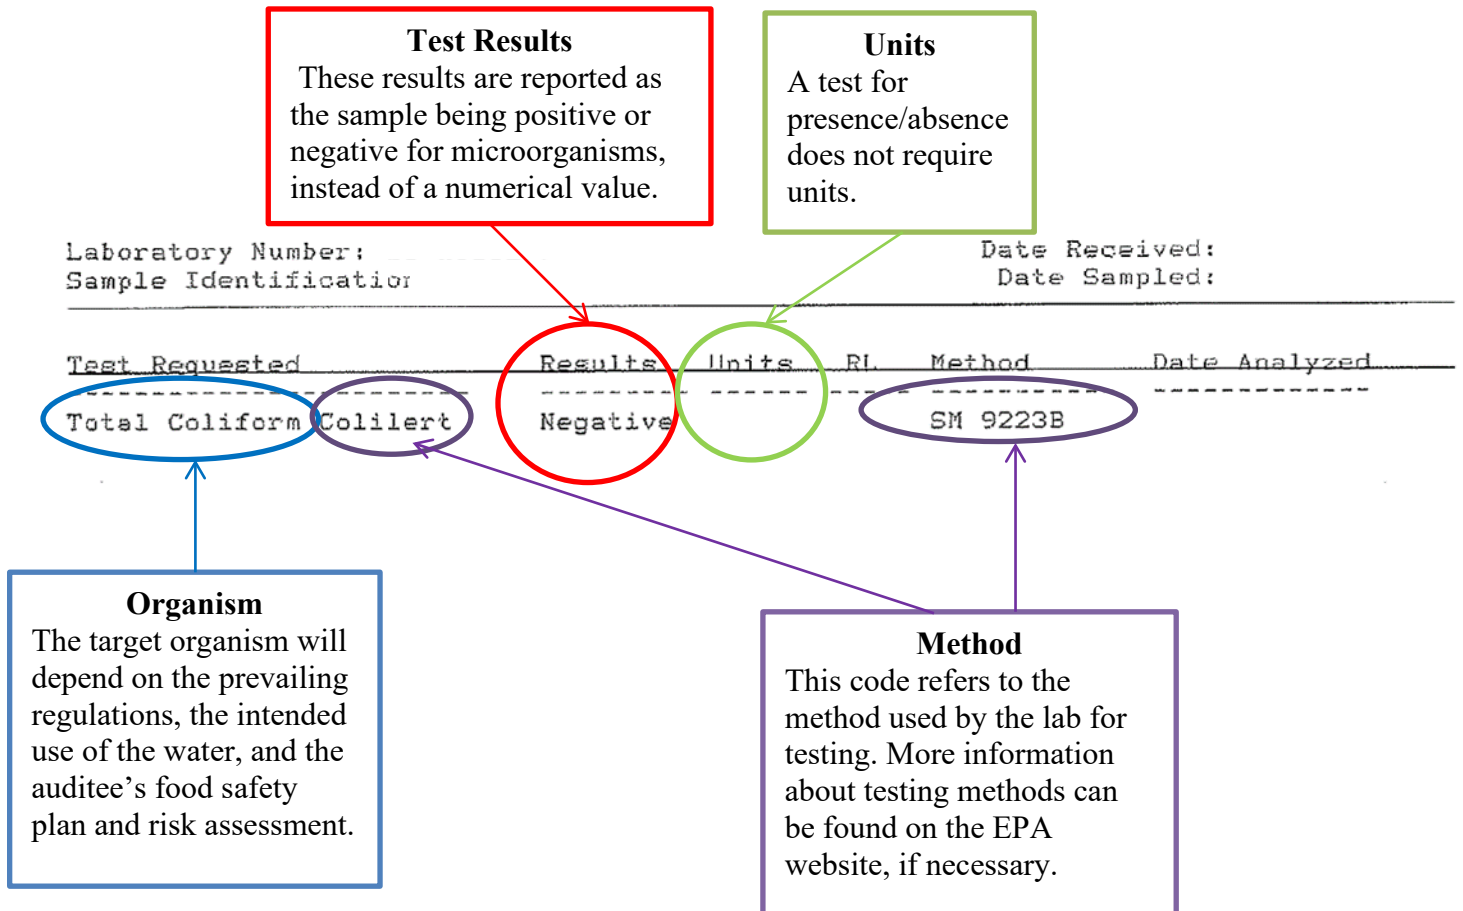 Test Results
These results are reported as
the sample being positive or
negative for microorganisms,
instead of a numerical value.
Units
A test for
presence/absence
does not require
units.
Laboratory Number:
Date Received:
Sample Identification
Date Sampled:
Test Requested Results Units RL Method Date Analyzed
Total Coliform Colilert Negative SM 9223B
Organism
The target organism will
depend on the prevailing
regulations, the intended
use of the water, and the
auditee’s food safety
plan and risk assessment.
Method
This code refers to the
method used by the lab for
testing. More information
about testing methods can
be found on the EPA
website, if necessary.